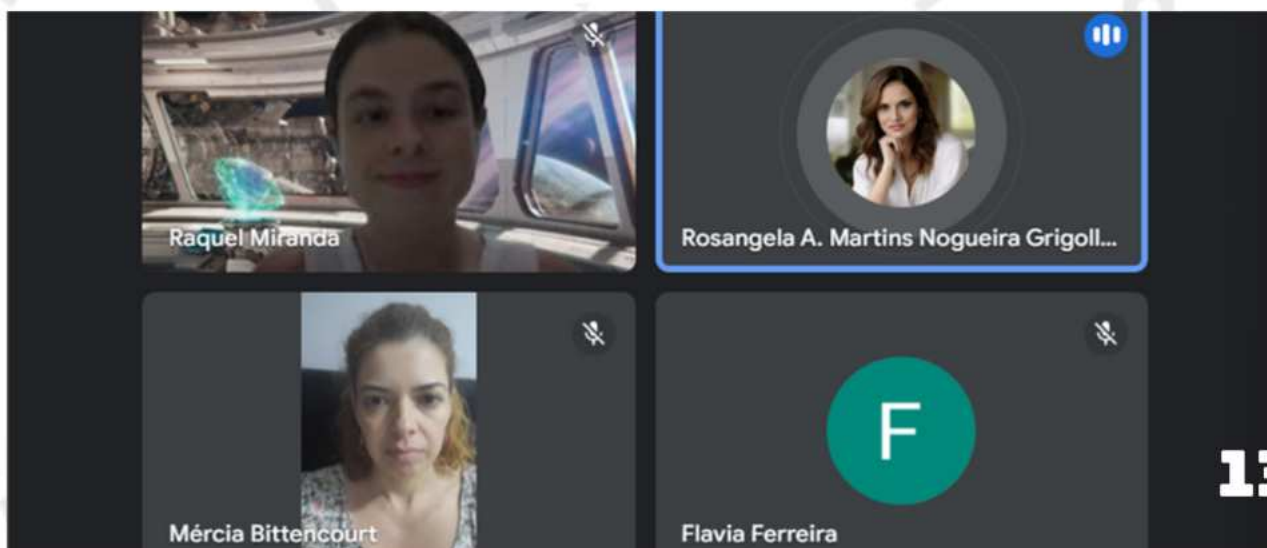 Raquel Miranda
Rosangela A. Martins Nogueira Grigoll...
Mércia Bittencourt
F
Flavia Ferreira